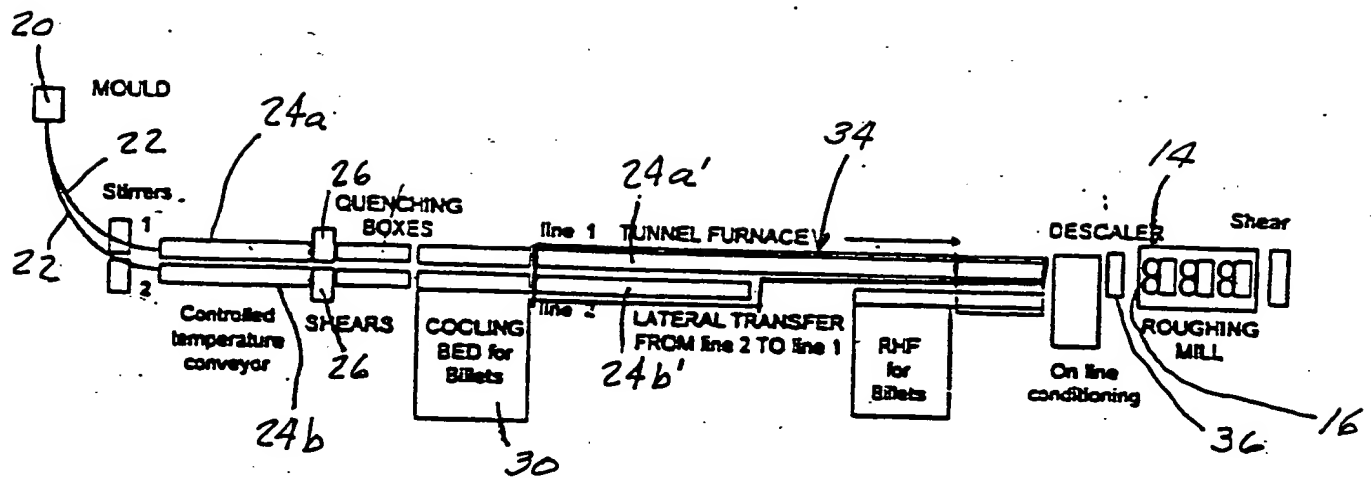 20
MOULD
24a
22
34
14
Stirrers
26
24a'
1
QUENCHING
BOXES
line 1
TUNNEL FURNACE
DESCALER
Shear
22
2
Controlled
temperature
conveyor
SHEARS
COCLING
BED for
Billets
line 2
LATERAL TRANSFER
FROM line 2 TO line 1
RHF
for
Billets
ROUGHING
MILL
On line
conditioning
26
24b'
24b
30
36
16